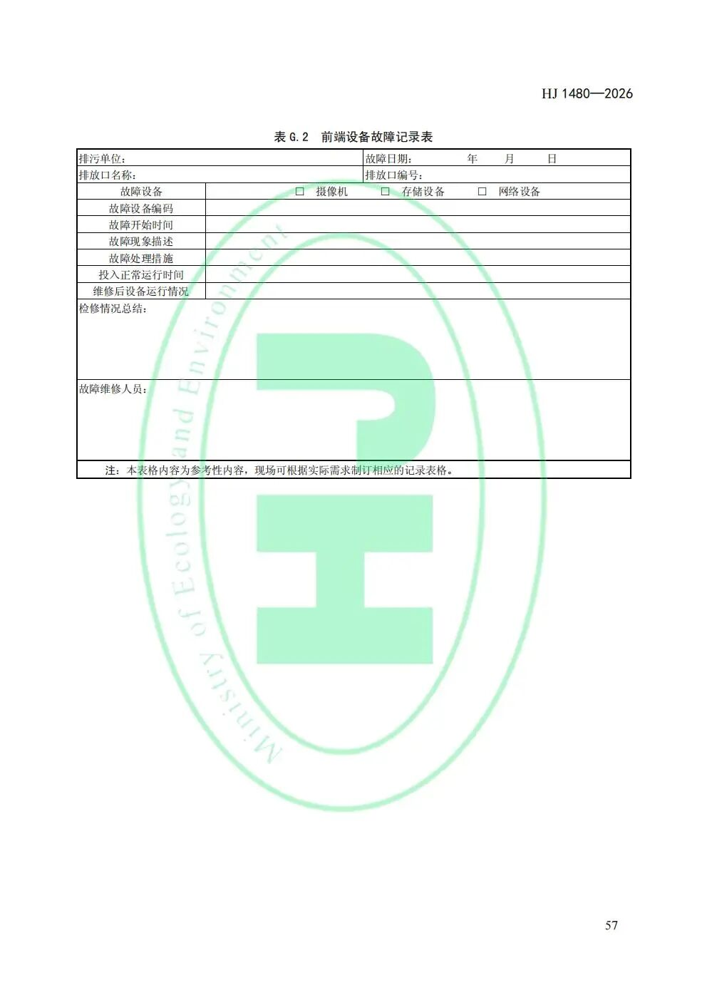 HJ 1480—2026
表 G.2 前端设备故障记录表
排污单位： 故障日期： 年 月 日
排放口名称： 排放口编号：
故障设备 □ 摄像机 □ 存储设备 □ 网络设备
故障设备编码
故障开始时间
故障现象描述
故障处理措施
投入正常运行时间
维修后设备运行情况
检修情况总结：
故障维修人员：
注：本表格内容为参考性内容，现场可根据实际需求制订相应的记录表格。
Ministry of Ecology and Environment
57